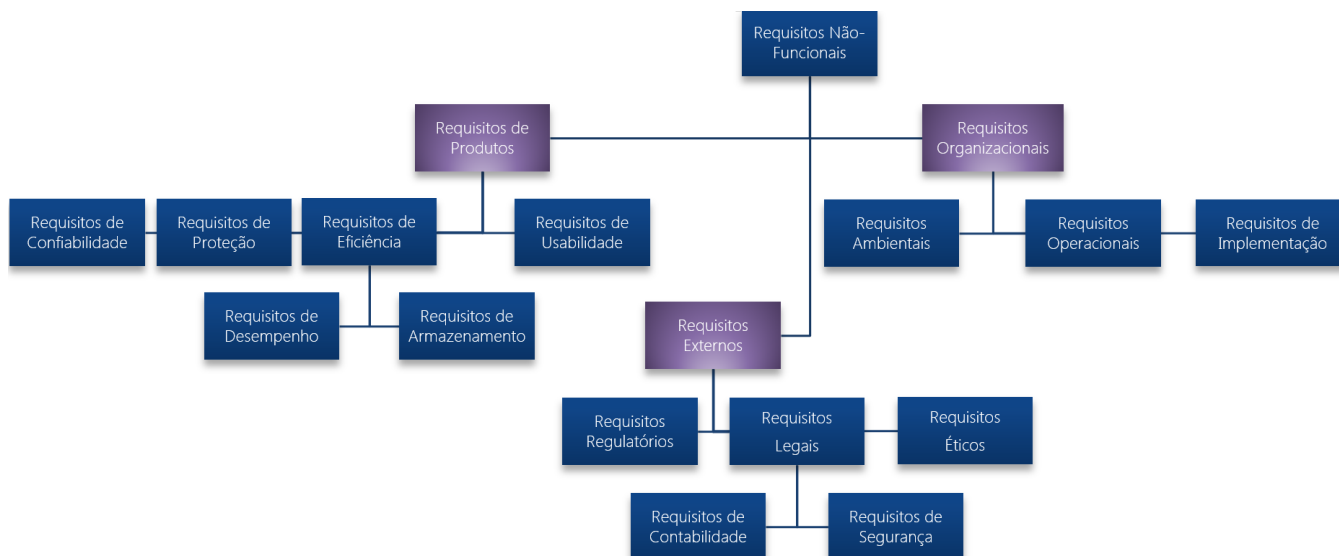 Requisitos Não-
Funcionais
Requisitos de
Produtos
Requisitos
Organizacionais
Requisitos de
Confiabilidade
Requisitos de
Proteção
Requisitos de
Eficiência
Requisitos de
Usabilidade
Requisitos
Ambientais
Requisitos
Operacionais
Requisitos de
Implementação
Requisitos de
Desempenho
Requisitos de
Armazenamento
Requisitos
Externos
Requisitos
Regulatórios
Requisitos
Legais
Requisitos
Éticos
Requisitos de
Contabilidade
Requisitos de
Segurança